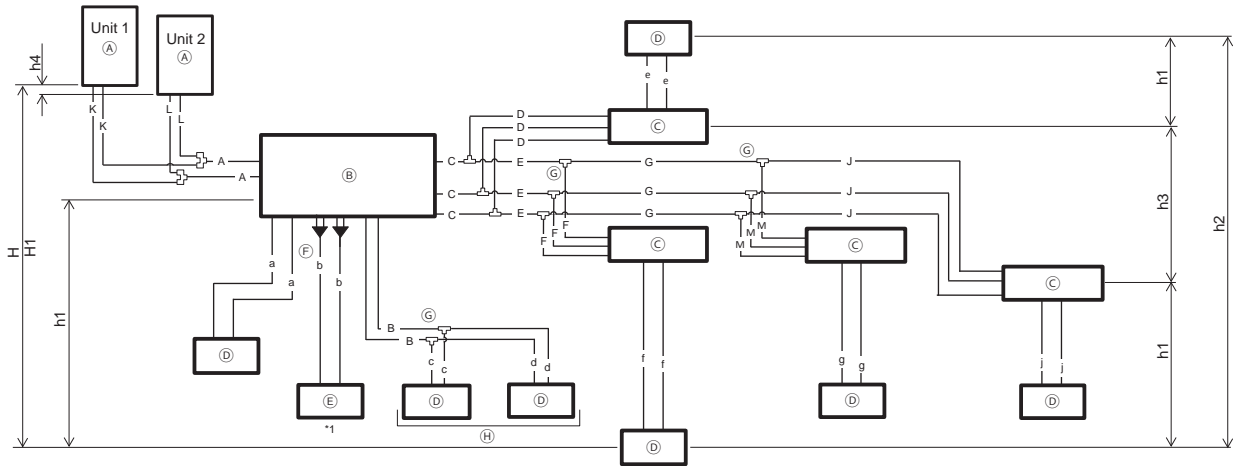 Unit 1
Ⓐ
Unit 2
Ⓐ
h4
K
K
L
L
A
A
Ⓑ
H
H1
h1
Ⓓ
e e
Ⓒ
D
D
D
C E Ⓖ G Ⓖ J
C E G J
C E G J
F
F
F
M
M
M
Ⓒ
Ⓒ
Ⓒ
h1
h3
h2
h1
a
a
Ⓕ
b
b
B
B
Ⓖ
c
c
d
d
f f
g g
j j
Ⓓ
Ⓔ
*1
Ⓓ
Ⓓ
Ⓗ
Ⓓ
Ⓓ
Ⓓ